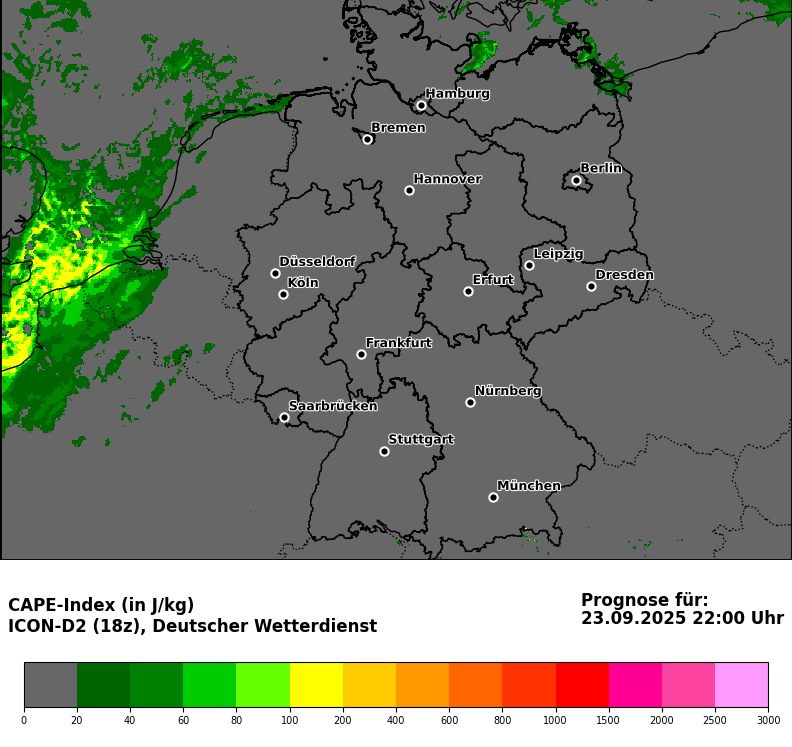 Hamburg
Bremen
Hannover
Berlin
Düsseldorf
Köln
Leipzig
Erfurt
Dresden
Frankfurt
Nürnberg
Saarbrücken
Stuttgart
München
CAPE-Index (in J/kg)
ICON-D2 (18z), Deutscher Wetterdienst
Prognose für:
23.09.2025 22:00 Uhr
0 20 40 60 80 100 200 400 600 800 1000 1500 2000 2500 3000